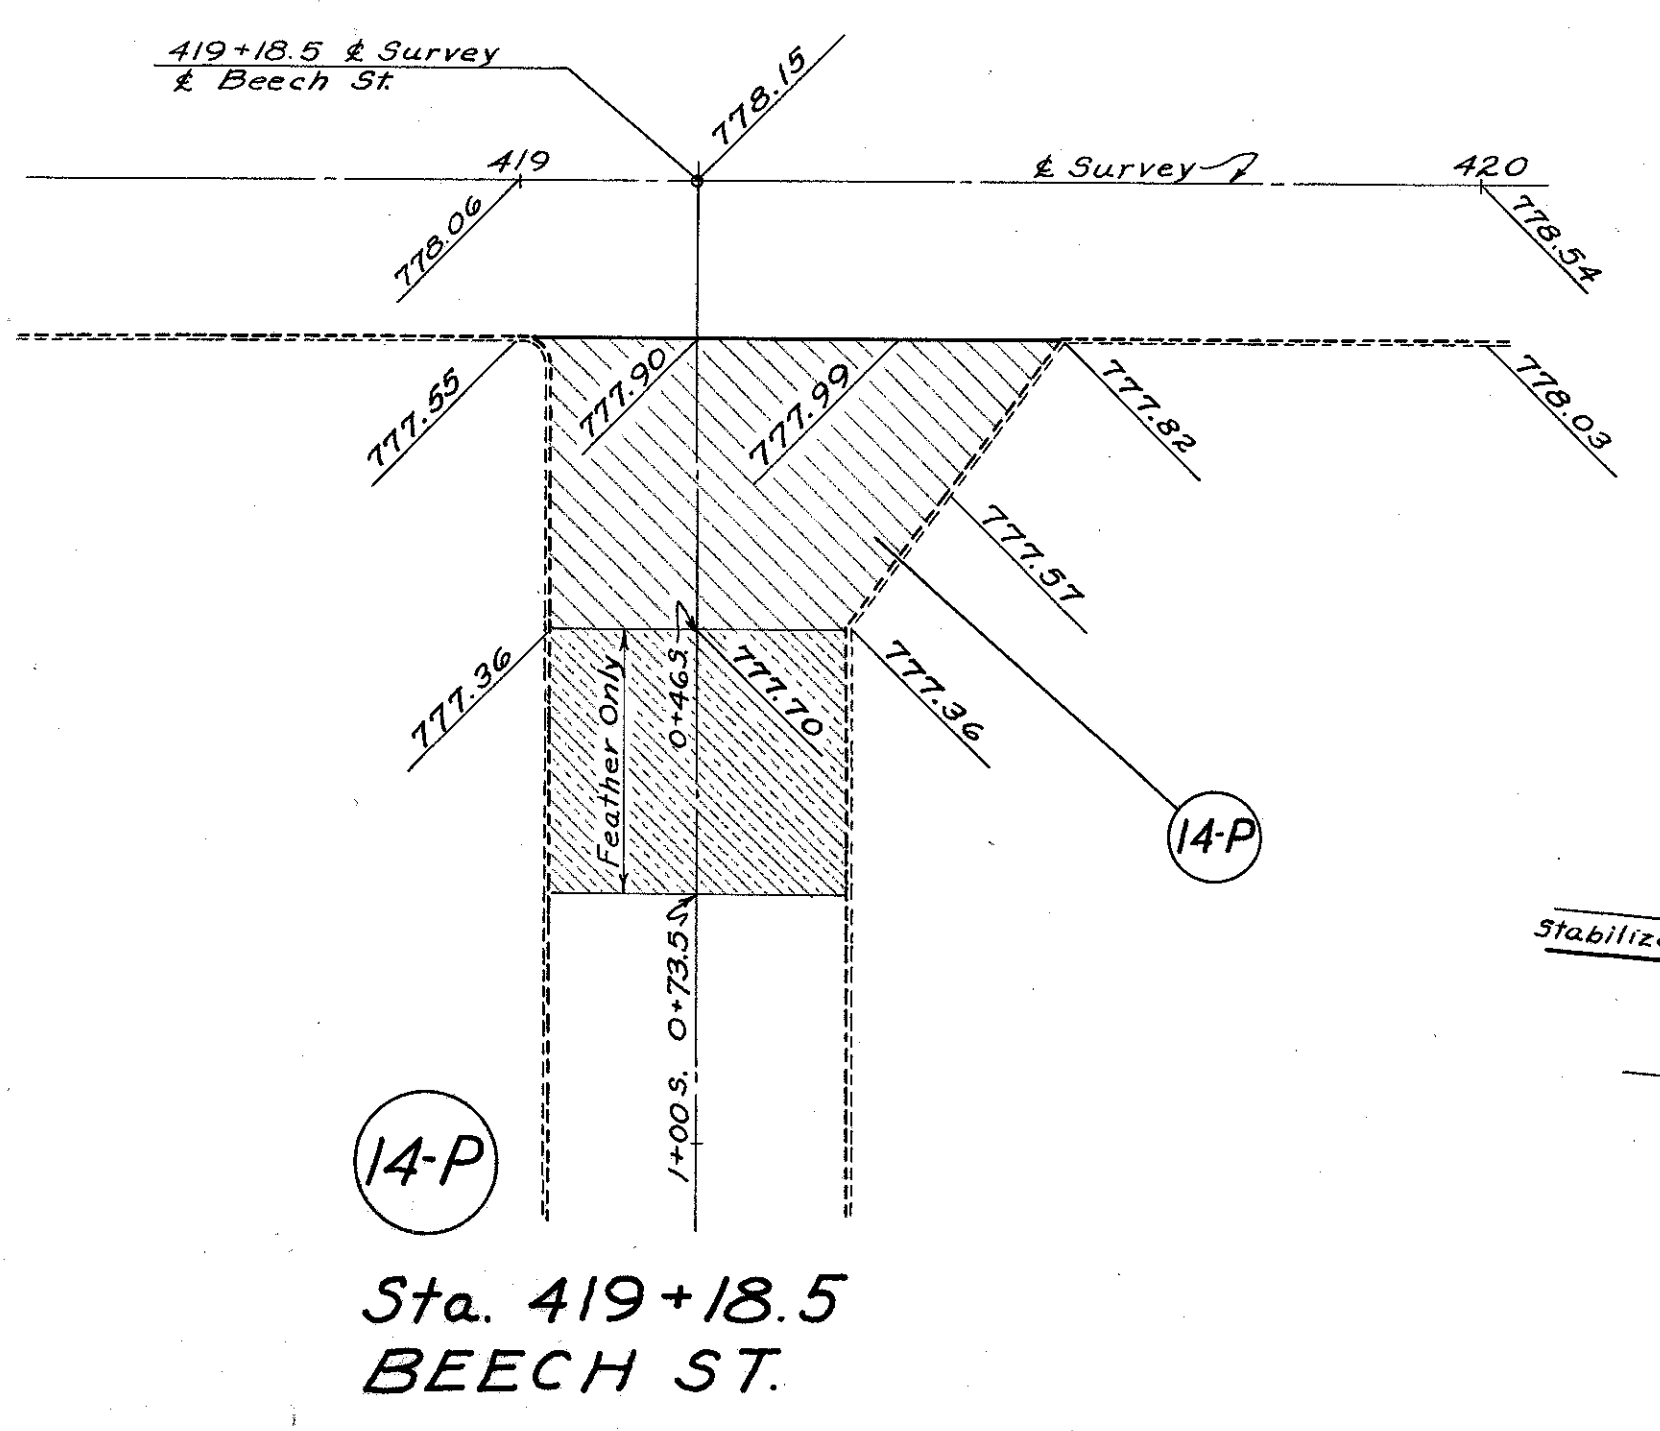 419+18.5 ℄ Survey
℄ Beech St.
778.15
419
℄ Survey
420
778.06
778.54
777.55
777.90
777.99
777.82
778.03
777.57
777.36
Feather Only
0+46S.
777.70
777.36
14-P
Stabiliz
0+73.5
1+00 S.
14-P
Sta. 419+18.5
BEECH ST.